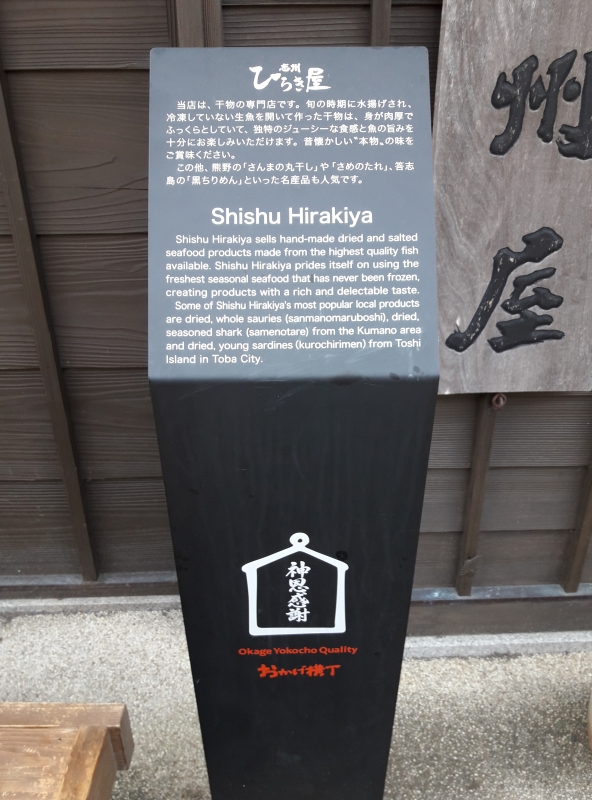 志州
ひらき屋
当店は、干物の専門店です。旬の時期に水揚げされ、
冷凍していない生魚を開いて作った干物は、身が肉厚で
ふっくらとしていて、独特のジューシーな食感と魚の旨みを
十分にお楽しみいただけます。昔懐かしい"本物"の味を
ご賞味ください。
この他、熊野の「さんまの丸干し」や「さめのたれ」、答志
島の「黒ちりめん」といった名産品も人気です。
Shishu Hirakiya
Shishu Hirakiya sells hand-made dried and salted
seafood products made from the highest quality fish
available. Shishu Hirakiya prides itself on using the
freshest seasonal seafood that has never been frozen,
creating products with a rich and delectable taste.
Some of Shishu Hirakiya's most popular local products
are dried, whole sauries (sanmanomaruboshi), dried,
seasoned shark (samenotare) from the Kumano area
and dried, young sardines (kurochirimen) from Toshi
Island in Toba City.
州
屋
神恩感謝
Okage Yokocho Quality
おかげ横丁